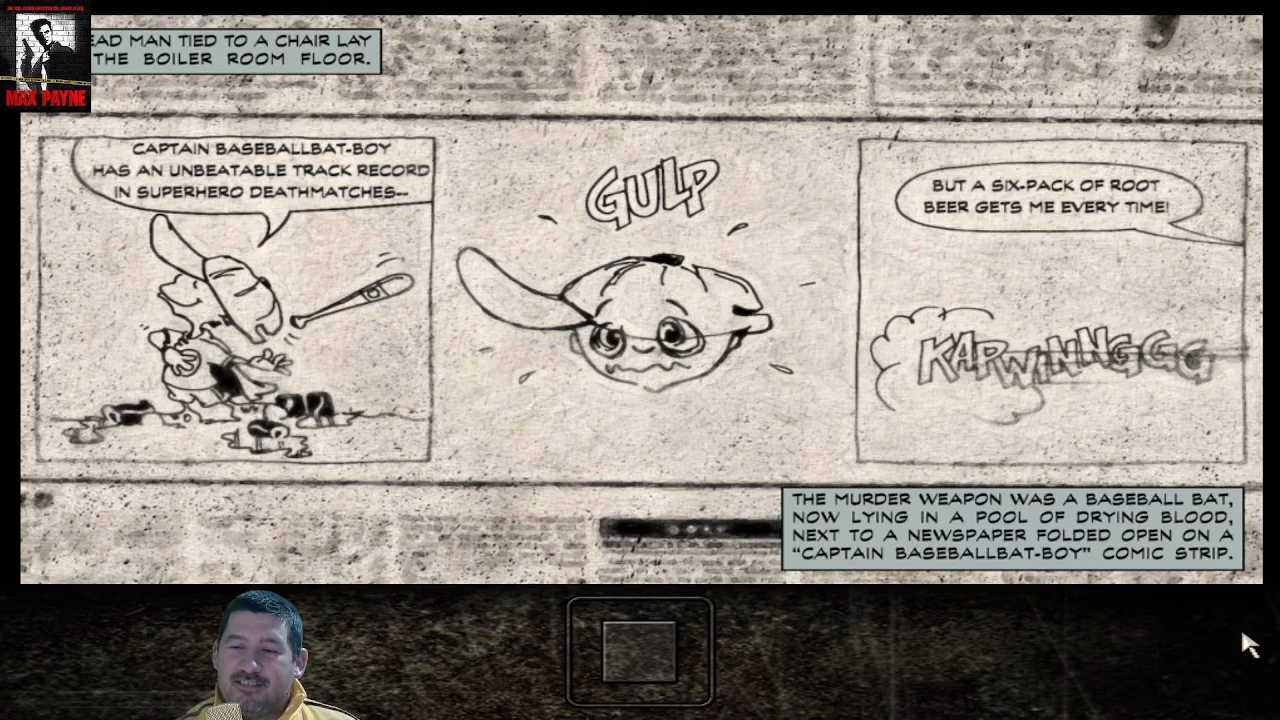 MAX PAYNE
EAD MAN TIED TO A CHAIR LAY
THE BOILER ROOM FLOOR.
CAPTAIN BASEBALLBAT-BOY
HAS AN UNBEATABLE TRACK RECORD
IN SUPERHERO DEATHMATCHES--
GULP
BUT A SIX-PACK OF ROOT
BEER GETS ME EVERY TIME!
KAPWINNGGG
THE MURDER WEAPON WAS A BASEBALL BAT,
NOW LYING IN A POOL OF DRYING BLOOD,
NEXT TO A NEWSPAPER FOLDED OPEN ON A
“CAPTAIN BASEBALLBAT-BOY” COMIC STRIP.